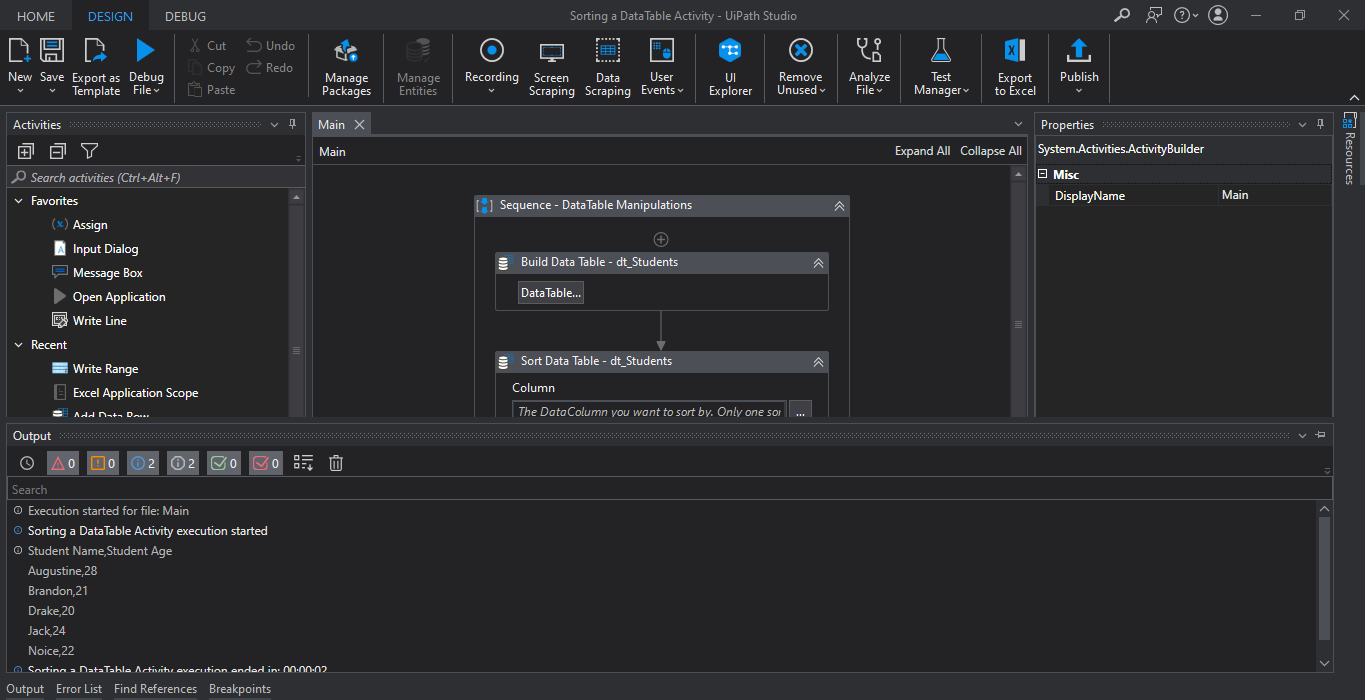 HOME DESIGN DEBUG Sorting a DataTable Activity - UiPath Studio
New Save Export as Template Debug File
Cut Undo
Copy Redo
Paste
Manage Packages
Manage Entities
Recording
Screen Scraping
Data Scraping
User Events
UI Explorer
Remove Unused
Analyze File
Test Manager
Export to Excel
Publish
Activities
Search activities (Ctrl+Alt+F)
Favorites
Assign
Input Dialog
Message Box
Open Application
Write Line
Recent
Write Range
Excel Application Scope
Add Data Row
Main
Main Expand All Collapse All
Sequence - DataTable Manipulations
Build Data Table - dt_Students
DataTable...
Sort Data Table - dt_Students
Column
The DataColumn you want to sort by. Only one sor ...
Properties
System.Activities.ActivityBuilder
Misc
DisplayName Main
Resources
Output
0 0 2 2 0 0
Search
Execution started for file: Main
Sorting a DataTable Activity execution started
Student Name,Student Age
Augustine,28
Brandon,21
Drake,20
Jack,24
Noice,22
Sorting a DataTable Activity execution ended in: 00:00:02
Output Error List Find References Breakpoints